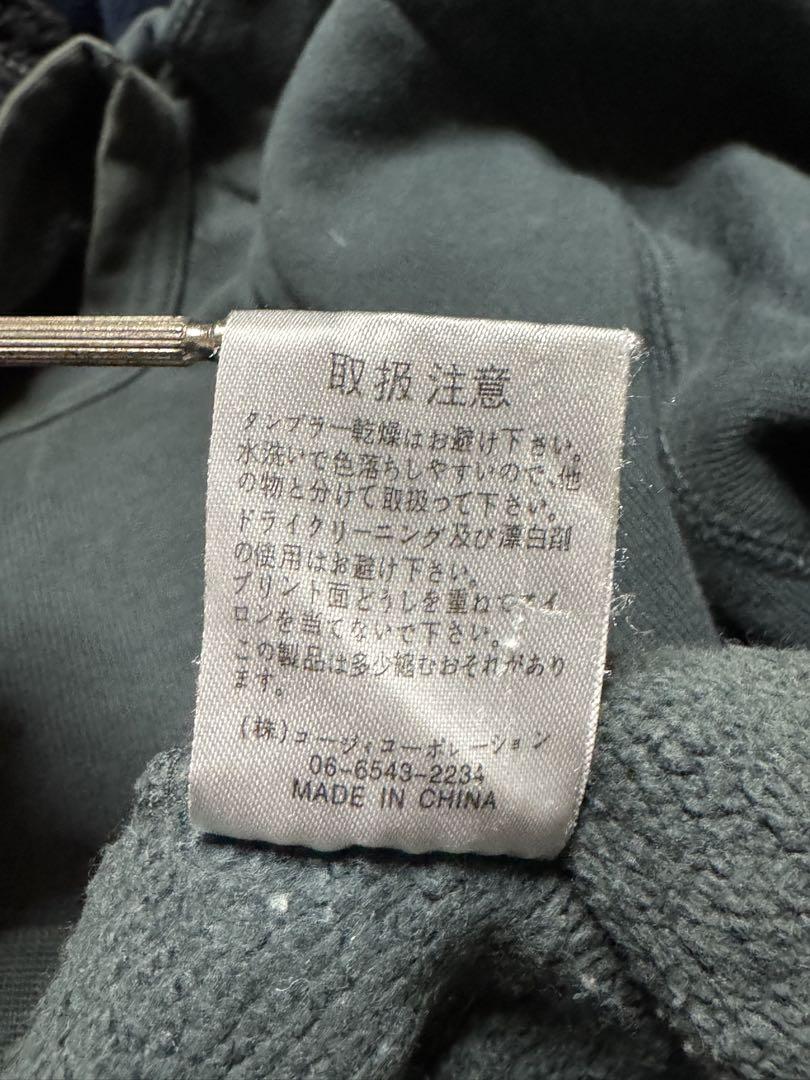 取扱注意
タンブラー乾燥はお避け下さい。
水洗いで色落ちしやすいので、他
の物と分けて取扱って下さい。
ドライクリーニング及び漂白剤
の使用はお避け下さい。
プリント面どうしを重ねてアイ
ロンを当てないで下さい。
この製品は多少縮むおそれがあり
ます。
(株)コージィコーポレーション
06-6543-2234
MADE IN CHINA